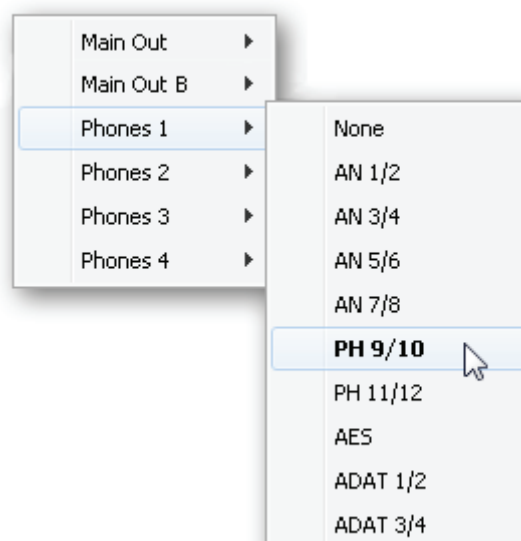 Main Out
Main Out B
Phones 1
Phones 2
Phones 3
Phones 4
None
AN 1/2
AN 3/4
AN 5/6
AN 7/8
PH 9/10
PH 11/12
AES
ADAT 1/2
ADAT 3/4